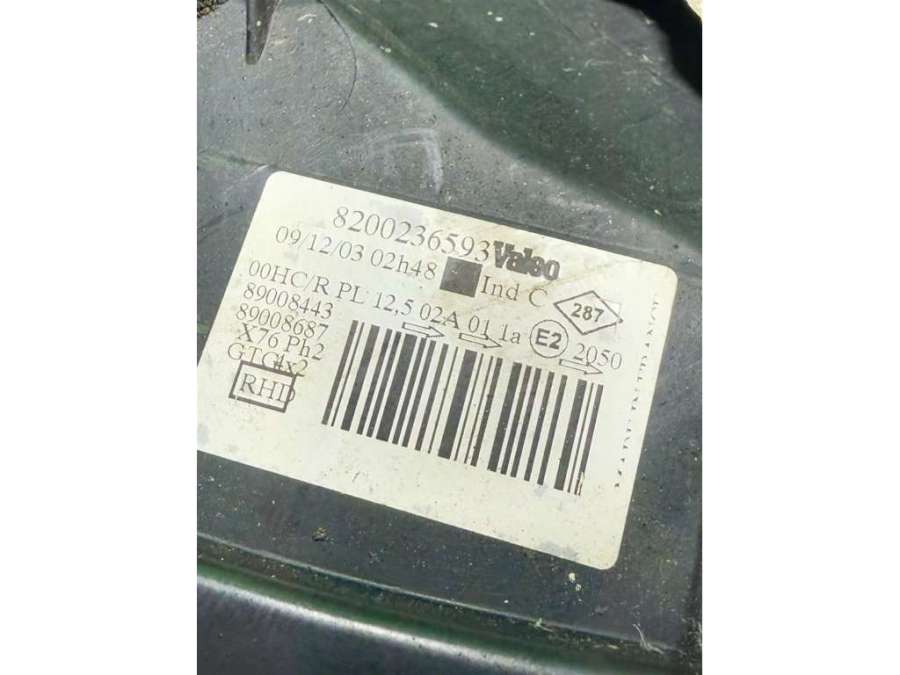 8200236593 Valeo
09/12/03 02h48 Ind C
287
00HC/R PL 12,5 02A 01 1a E2 2050
89008443
89008687
X76 Ph2
RHD